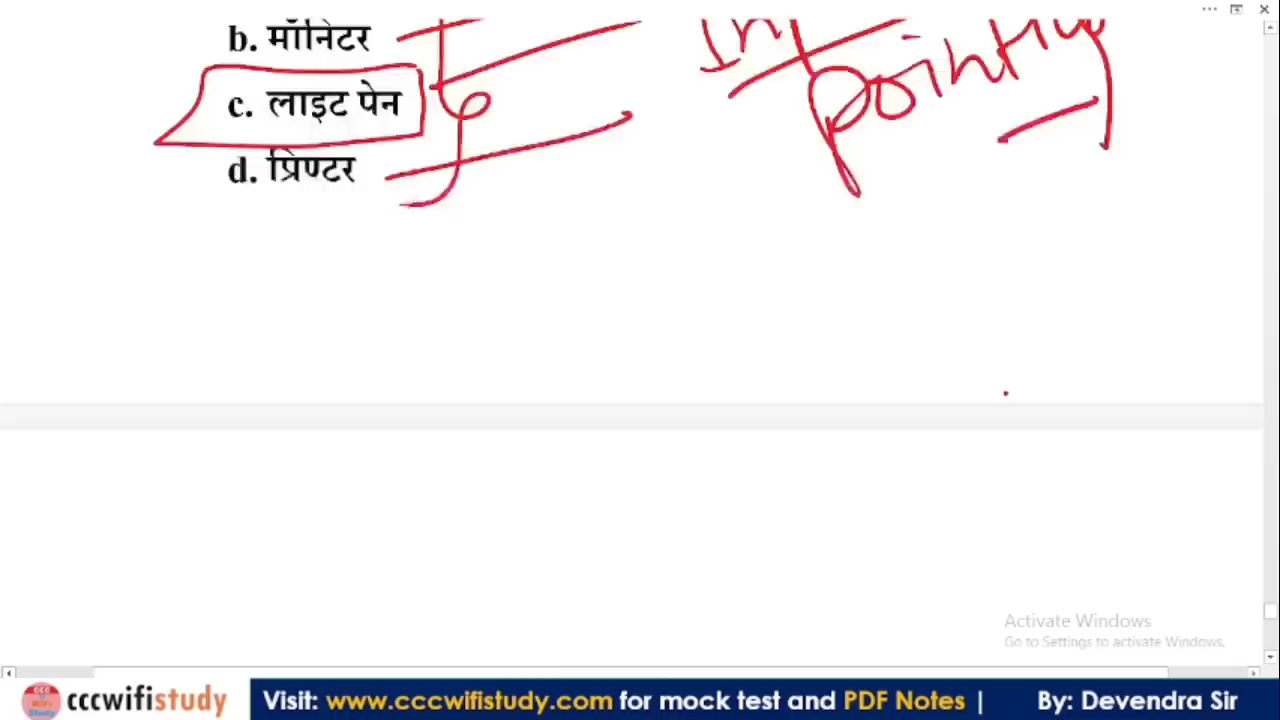 b. मॉनिटर
c. लाइट पेन
pointing
d. प्रिण्टर
Activate Windows
Go to Settings to activate Windows.
cccwifistudy Visit: www.cccwifistudy.com for mock test and PDF Notes | By: Devendra Sir